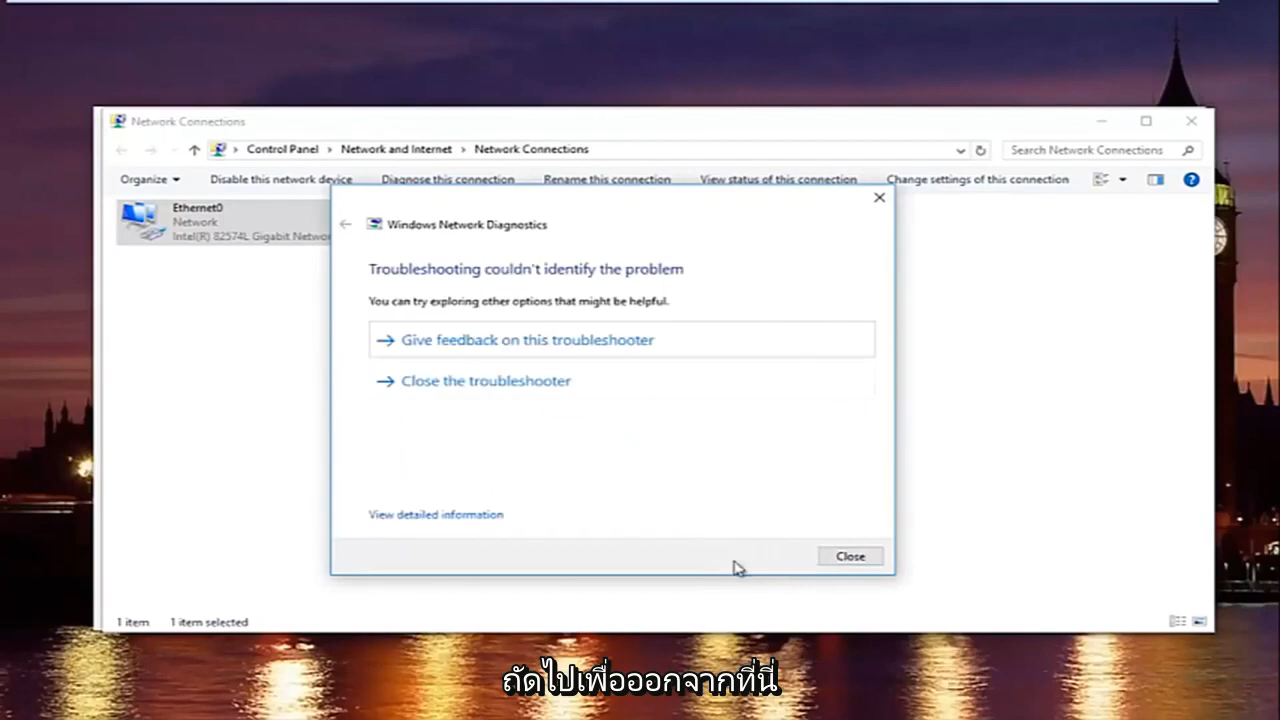 Network Connections
Control Panel > Network and Internet > Network Connections
Search Network Connections
Organize
Disable this network device
Diagnose this connection
Rename this connection
View status of this connection
Change settings of this connection
Ethernet0
Network
Intel(R) 82574L Gigabit
Windows Network Diagnostics
Troubleshooting couldn't identify the problem
You can try exploring other options that might be helpful.
Give feedback on this troubleshooter
Close the troubleshooter
View detailed information
Close
1 item
1 item selected
ถัดไปเพื่อออกจากที่นี่